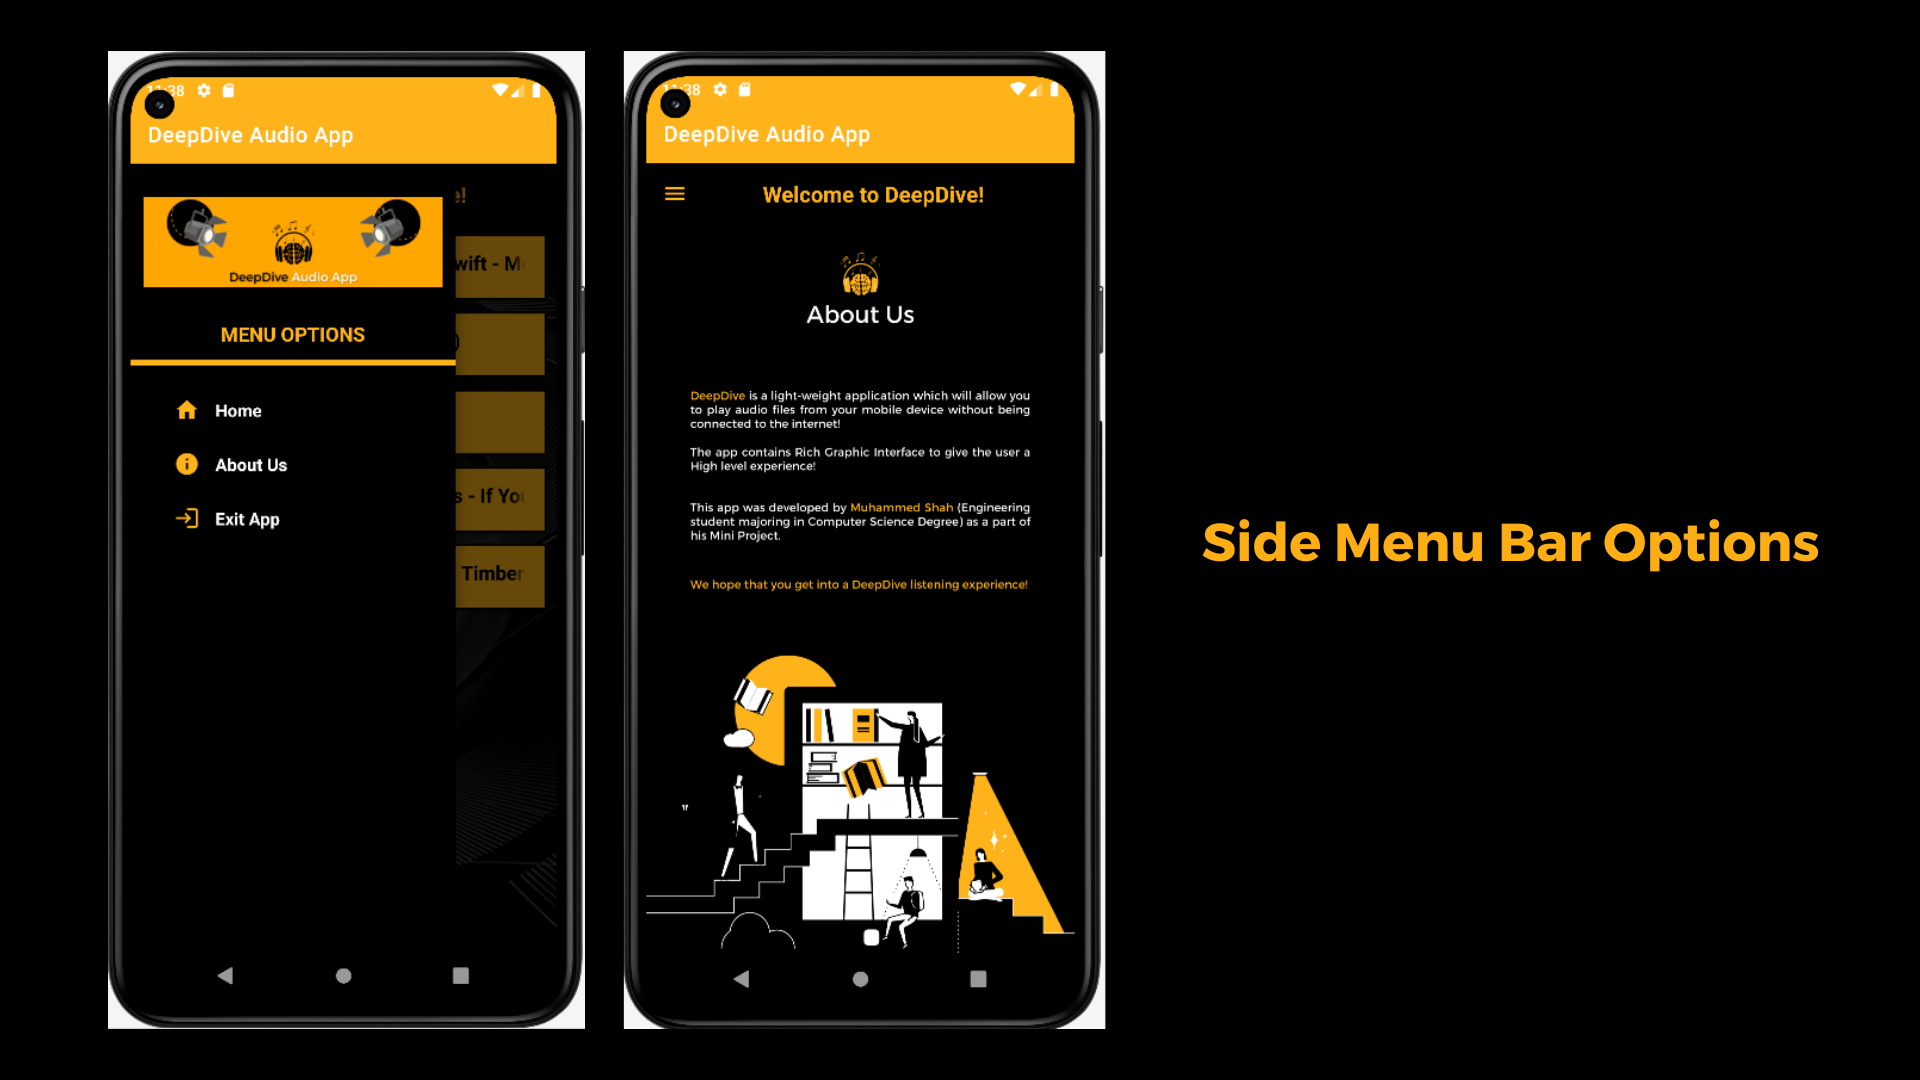 11:38
DeepDive Audio App
DeepDive Audio App
MENU OPTIONS
Home
About Us
Exit App
e!
wift - M
s - If Yo
Timber
11:38
DeepDive Audio App
Welcome to DeepDive!
About Us
DeepDive is a light-weight application which will allow you
to play audio files from your mobile device without being
connected to the internet!
The app contains Rich Graphic Interface to give the user a
High level experience!
This app was developed by Muhammed Shah (Engineering
student majoring in Computer Science Degree) as a part of
his Mini Project.
We hope that you get into a DeepDive listening experience!
Side Menu Bar Options